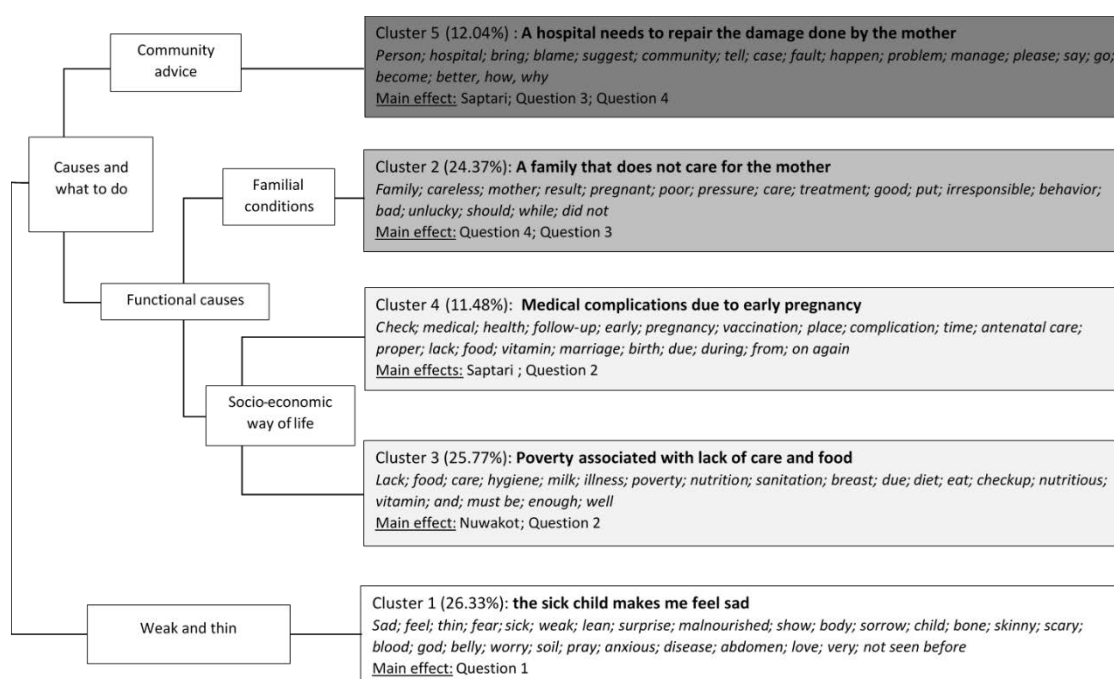 Community
advice
Cluster 5 (12.04%) : A hospital needs to repair the damage done by the mother
Person; hospital; bring; blame; suggest; community; tell; case; fault; happen; problem; manage; please; say; go;
become; better, how, why
Main effect: Saptari; Question 3; Question 4
Causes and
what to do
Familial
conditions
Cluster 2 (24.37%): A family that does not care for the mother
Family; careless; mother; result; pregnant; poor; pressure; care; treatment; good; put; irresponsible; behavior;
bad; unlucky; should; while; did not
Main effect: Question 4; Question 3
Functional causes
Cluster 4 (11.48%): Medical complications due to early pregnancy
Check; medical; health; follow-up; early; pregnancy; vaccination; place; complication; time; antenatal care;
proper; lack; food; vitamin; marriage; birth; due; during; from; on again
Main effects: Saptari ; Question 2
Socio-economic
way of life
Cluster 3 (25.77%): Poverty associated with lack of care and food
Lack; food; care; hygiene; milk; illness; poverty; nutrition; sanitation; breast; due; diet; eat; checkup; nutritious;
vitamin; and; must be; enough; well
Main effect: Nuwakot; Question 2
Weak and thin
Cluster 1 (26.33%): the sick child makes me feel sad
Sad; feel; thin; fear; sick; weak; lean; surprise; malnourished; show; body; sorrow; child; bone; skinny; scary;
blood; god; belly; worry; soil; pray; anxious; disease; abdomen; love; very; not seen before
Main effect: Question 1